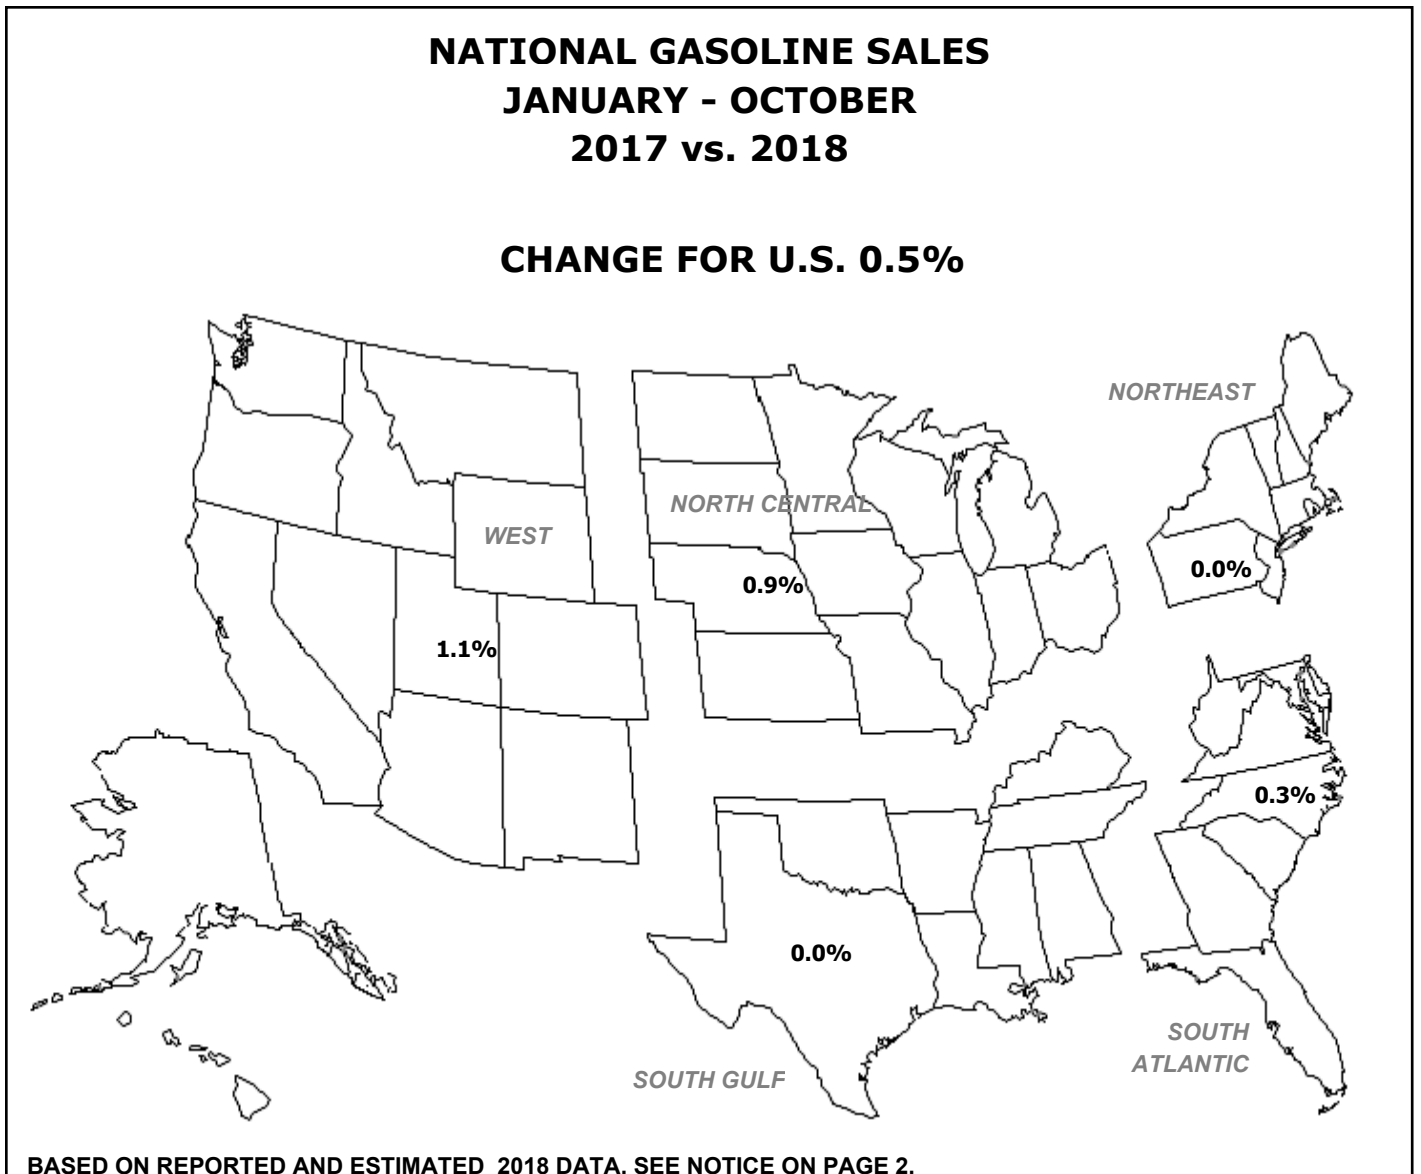 NATIONAL GASOLINE SALES
JANUARY - OCTOBER
2017 vs. 2018
CHANGE FOR U.S. 0.5%
NORTHEAST
NORTH CENTRAL
WEST
0.0%
0.9%
1.1%
0.3%
0.0%
SOUTH
ATLANTIC
SOUTH GULF
BASED ON REPORTED AND ESTIMATED 2018 DATA. SEE NOTICE ON PAGE 2.